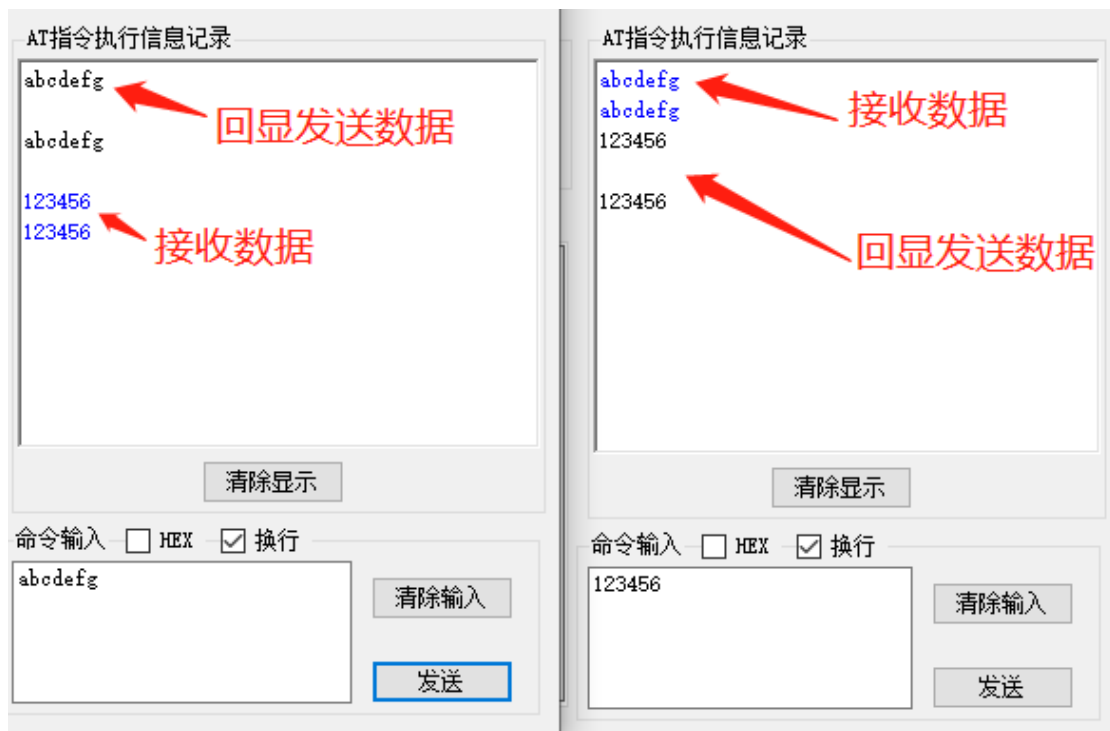 AT指令执行信息记录
abcdefg
回显发送数据
abcdefg
123456
123456
接收数据
清除显示
命令输入 HEX 换行
abcdefg
清除输入
发送
AT指令执行信息记录
abcdefg
接收数据
abcdefg
123456
123456
回显发送数据
清除显示
命令输入 HEX 换行
123456
清除输入
发送